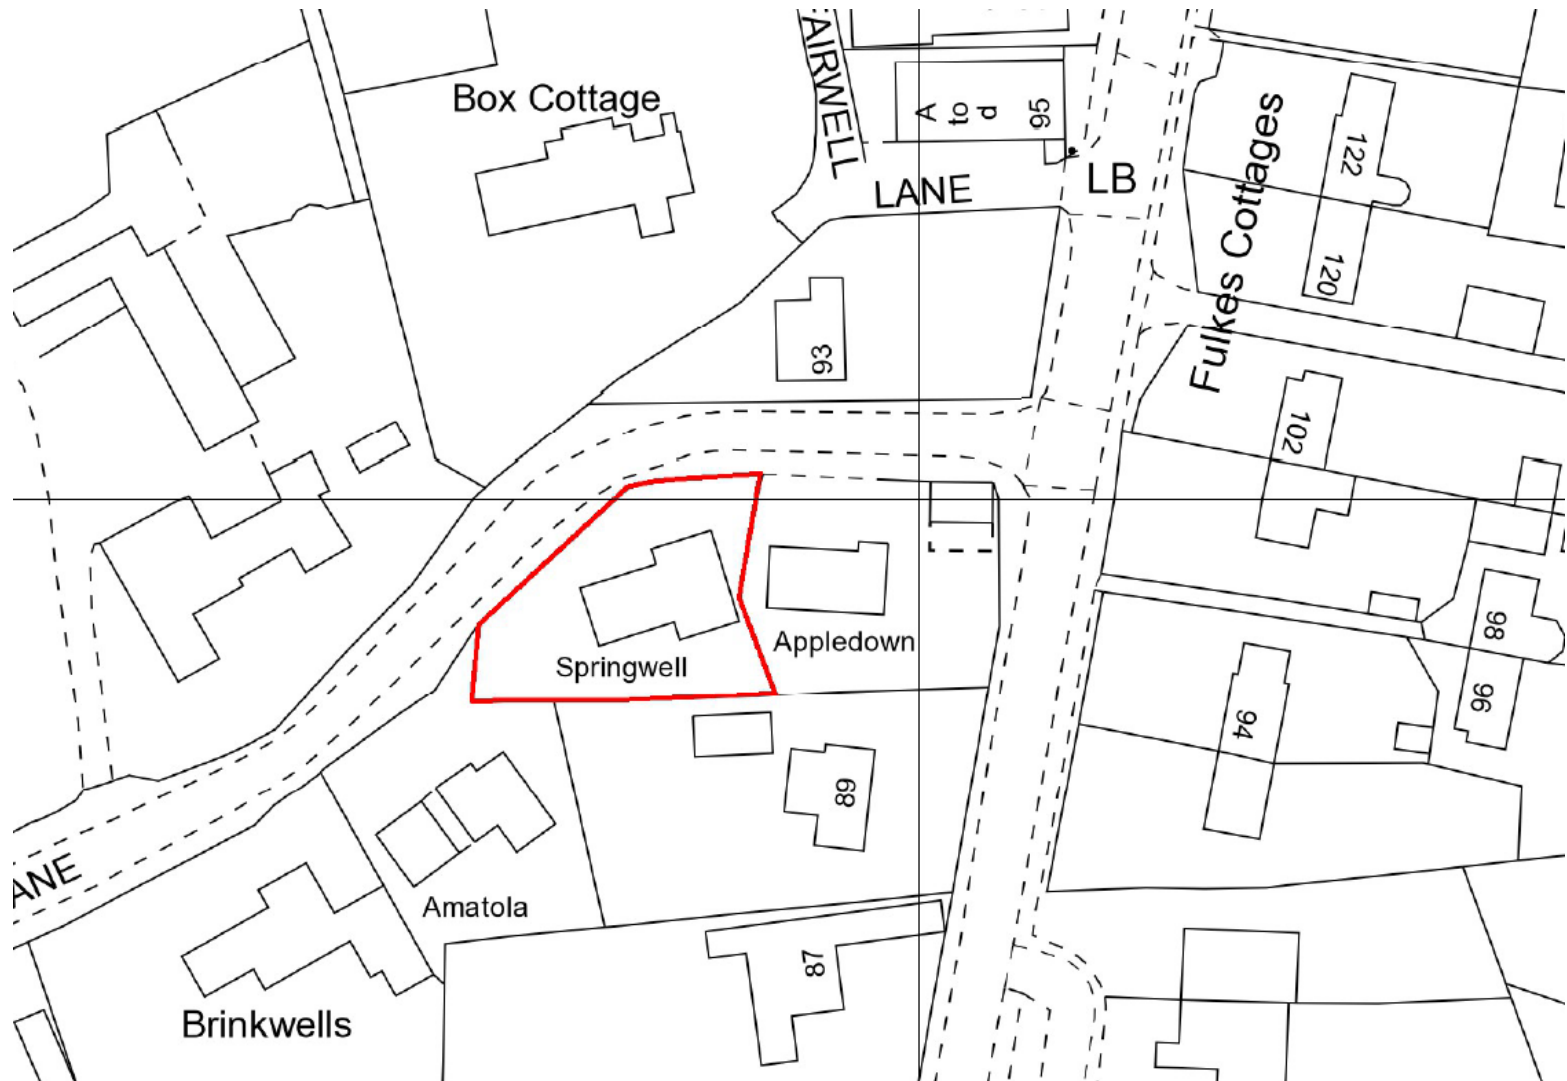 Box Cottage
AIRWELL
LANE
A
to
d
95
LB
122
120
Fulkes Cottages
93
102
Springwell
Appledown
98
96
94
89
Amatola
ANE
87
Brinkwells